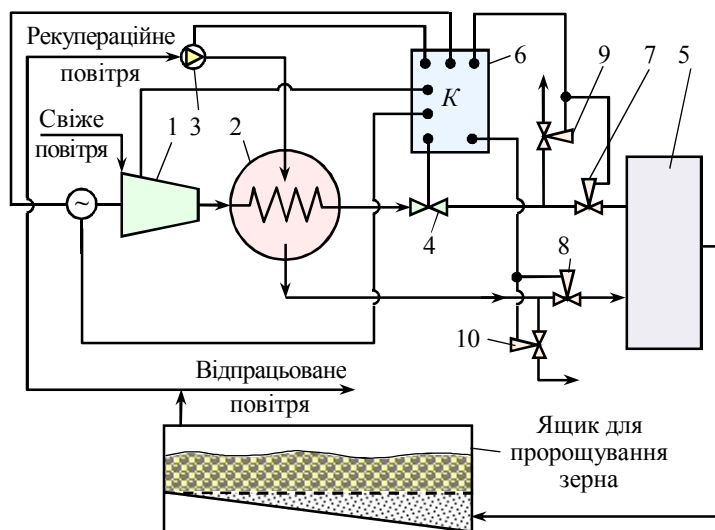 Рекупераційне
повітря
Свіже
повітря
1
3
2
6
К
9
7
5
~
4
8
10
Відпрацьоване
повітря
Ящик для
пророщування
зерна